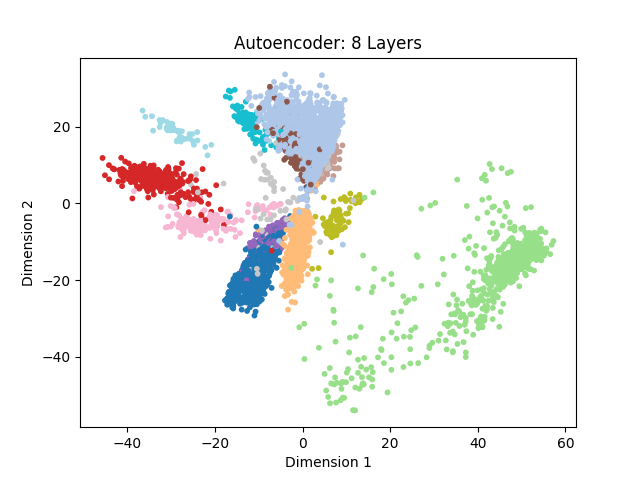 Autoencoder: 8 Layers
20
0
−20
−40
Dimension 2
−40 −20 0 20 40 60
Dimension 1